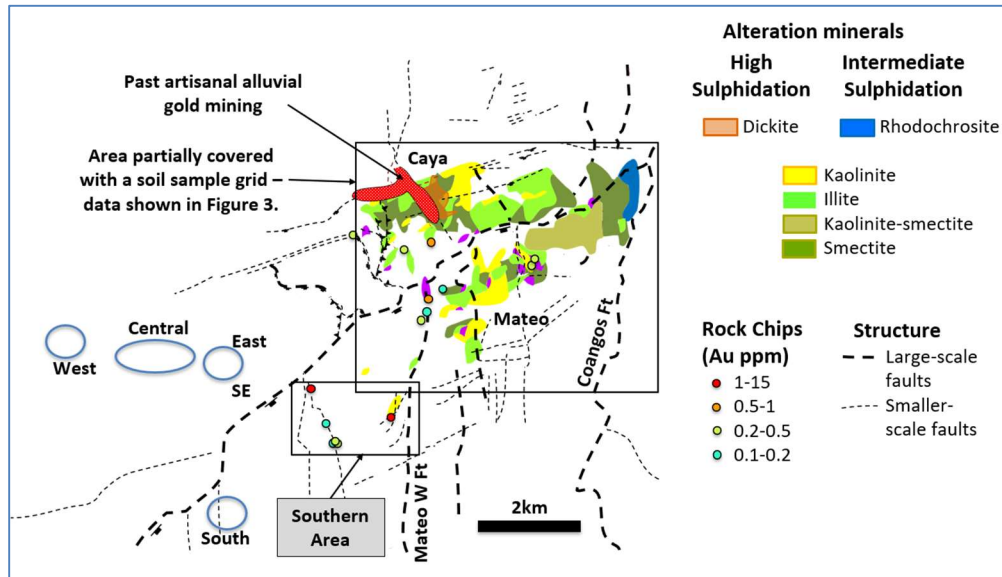 Past artisanal alluvial
gold mining
Area partially covered
with a soil sample grid
data shown in Figure 3.
Caya
Mateo
Coangos Ft
Mateo W Ft
West
Central
East
SE
South
Southern
Area
2km
Alteration minerals
High
Sulphidation
Intermediate
Sulphidation
Dickite
Rhodochrosite
Kaolinite
Illite
Kaolinite-smectite
Smectite
Rock Chips
(Au ppm)
1-15
0.5-1
0.2-0.5
0.1-0.2
Structure
Large-scale
faults
Smaller-
scale faults